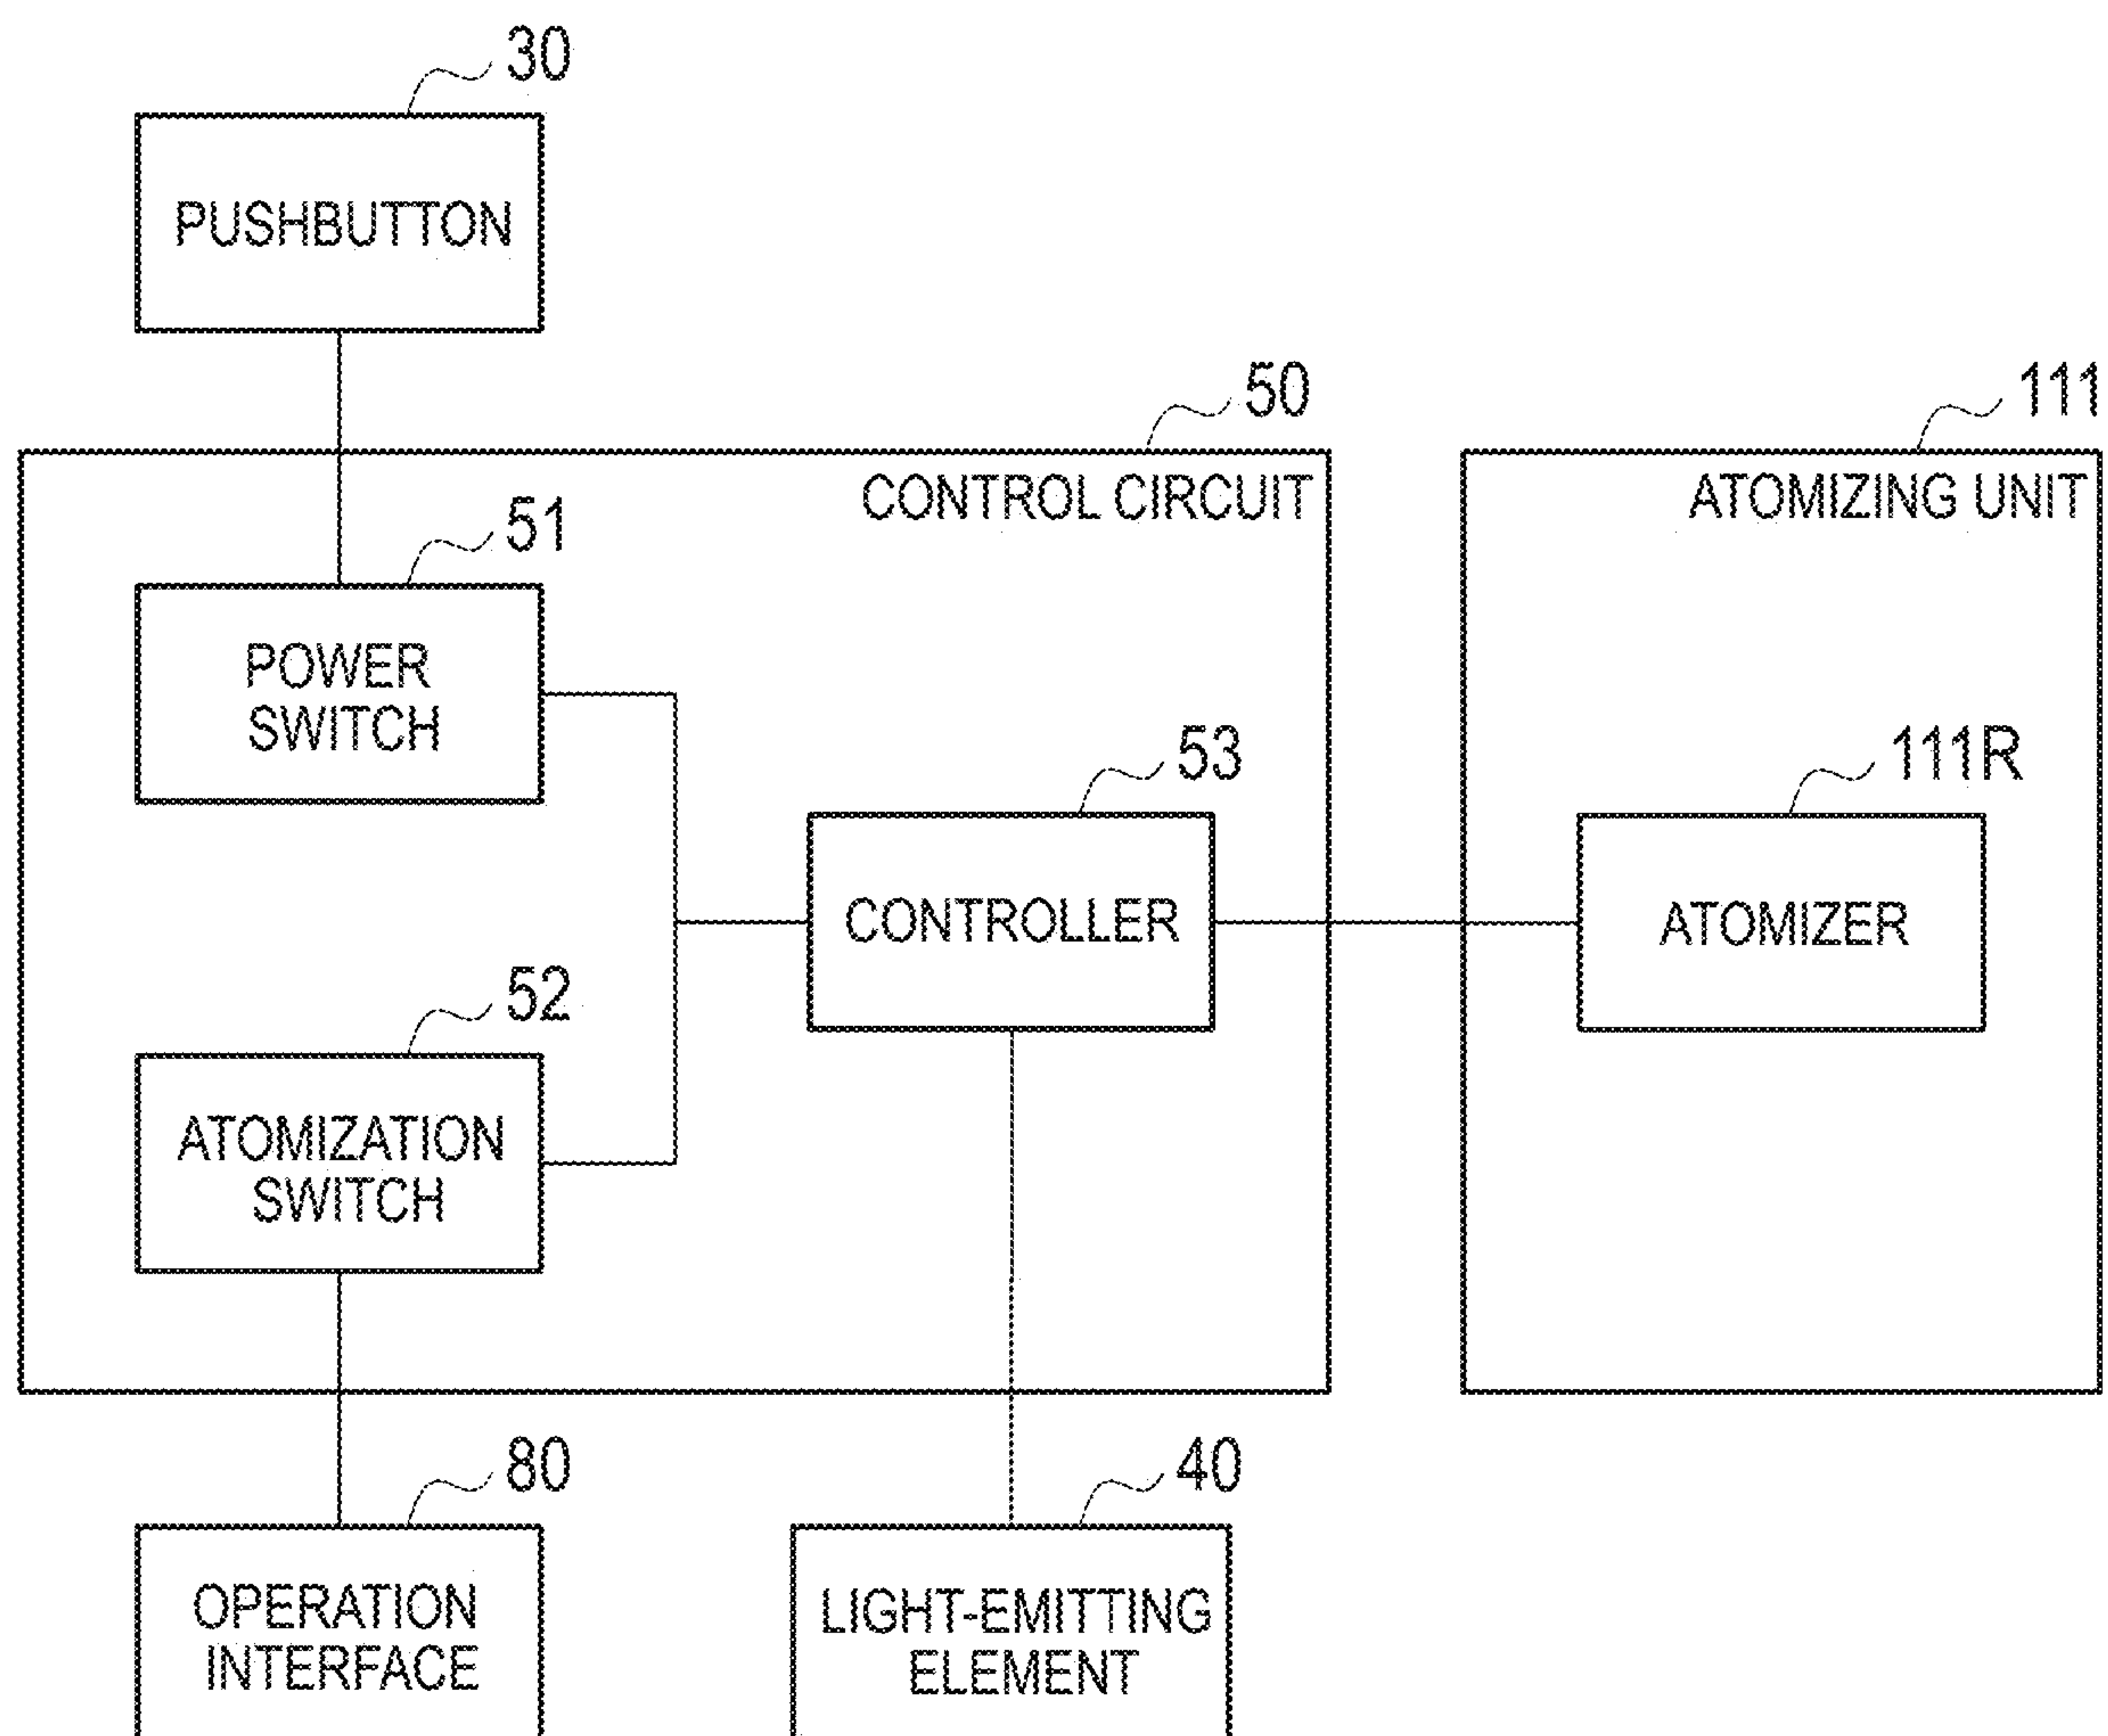 30
PUSHBUTTON
50
111
CONTROL CIRCUIT
ATOMIZING UNIT
51
POWER
SWITCH
53
111R
CONTROLLER
ATOMIZER
52
ATOMIZATION
SWITCH
80
40
OPERATION
INTERFACE
LIGHT-EMITTING
ELEMENT